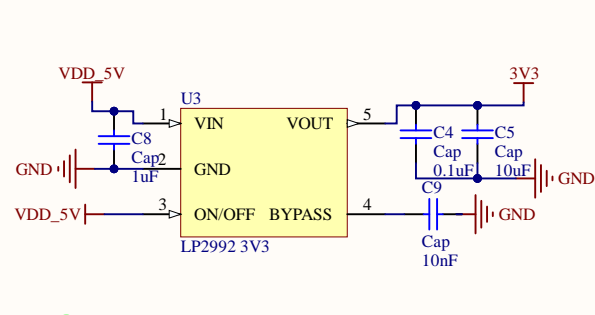 VDD_5V
3V3
U3
1
VIN
VOUT
5
C8
Cap
1uF
C4
Cap
0.1uF
C5
Cap
10uF
GND
2
GND
GND
C9
VDD_5V
3
ON/OFF
BYPASS
4
GND
LP2992 3V3
Cap
10nF